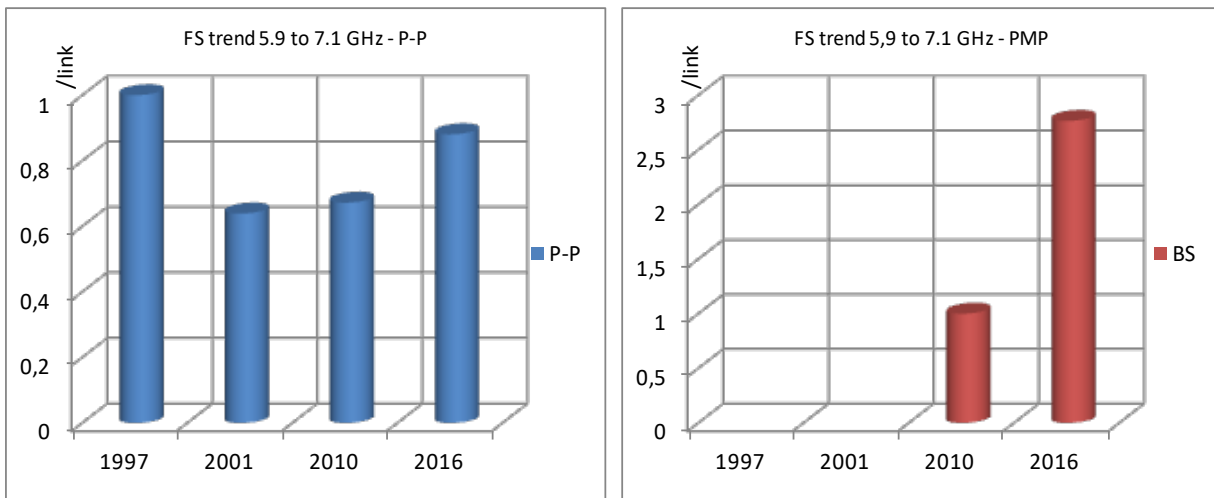 FS trend 5.9 to 7.1 GHz - P-P
/link
1
0,8
0,6
0,4
0,2
0
1997 2001 2010 2016
P-P
FS trend 5,9 to 7.1 GHz - PMP
/link
3
2,5
2
1,5
1
0,5
0
1997 2001 2010 2016
BS